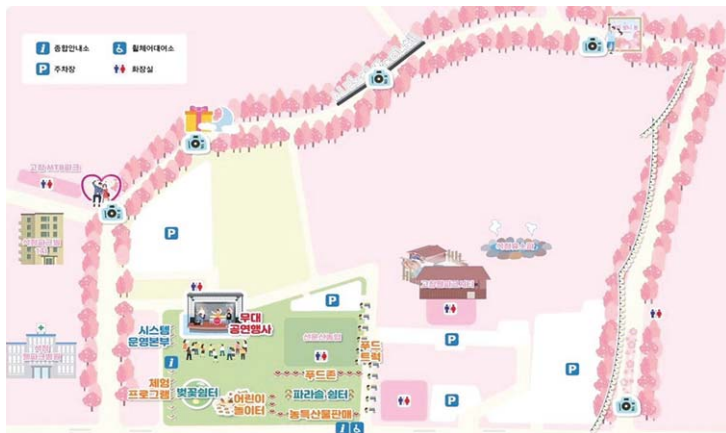 i 종합안내소
휠체어대여소
P 주차장
화장실
P
P
무대
공연행사
시스템
운영본부
푸드
트럭
P
i
체험
프로그램
벚꽃쉼터
어린이
놀이터
푸드존
파라솔 쉼터
농특산물판매
P
P
i